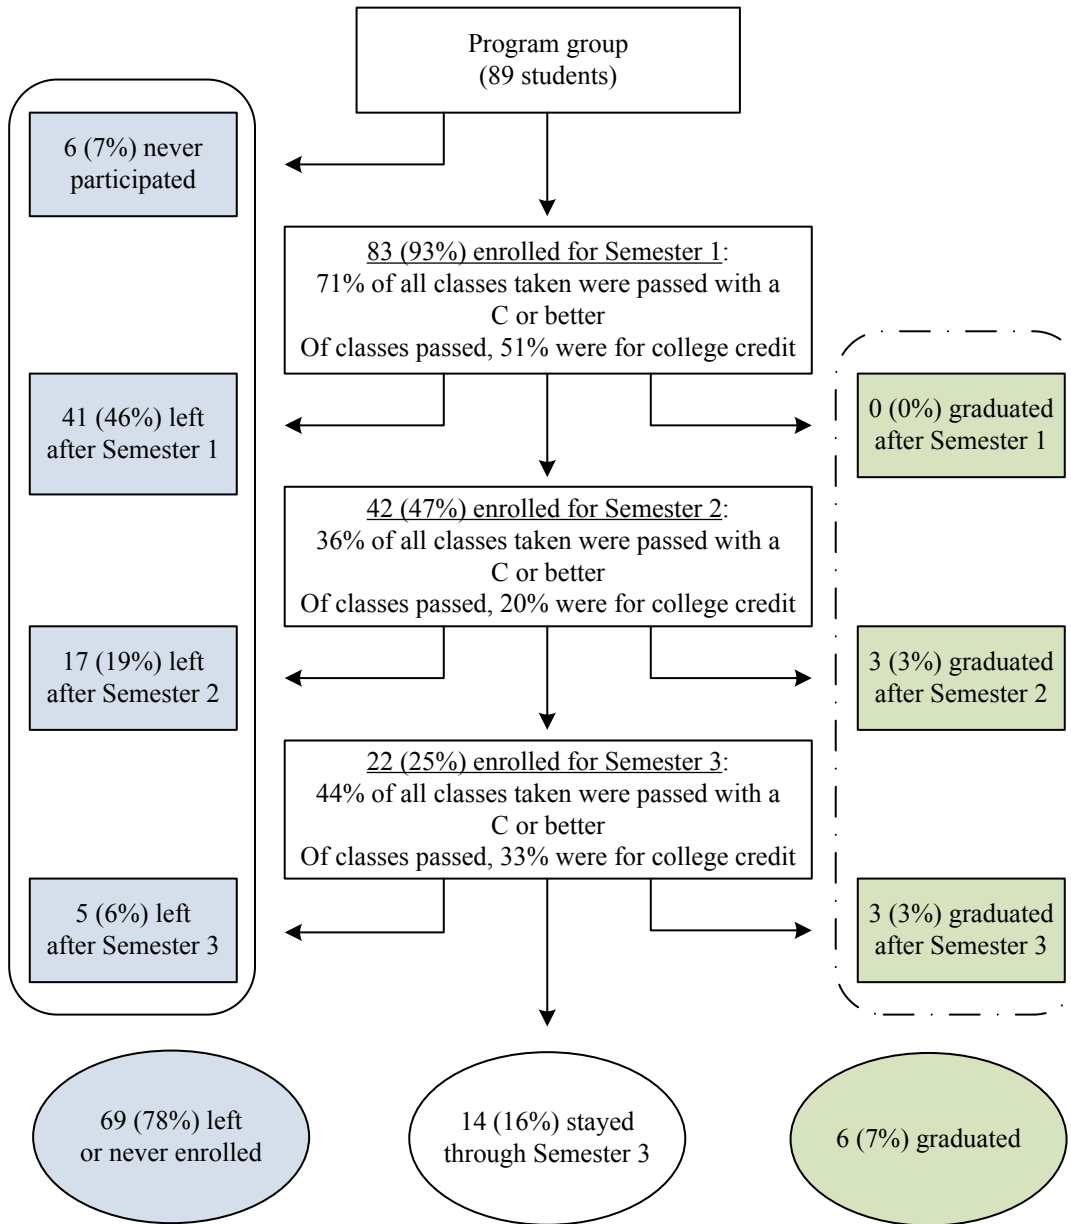 Program group
(89 students)
6 (7%) never
participated
83 (93%) enrolled for Semester 1:
71% of all classes taken were passed with a
C or better
Of classes passed, 51% were for college credit
41 (46%) left
after Semester 1
0 (0%) graduated
after Semester 1
42 (47%) enrolled for Semester 2:
36% of all classes taken were passed with a
C or better
Of classes passed, 20% were for college credit
17 (19%) left
after Semester 2
3 (3%) graduated
after Semester 2
22 (25%) enrolled for Semester 3:
44% of all classes taken were passed with a
C or better
Of classes passed, 33% were for college credit
5 (6%) left
after Semester 3
3 (3%) graduated
after Semester 3
69 (78%) left
or never enrolled
14 (16%) stayed
through Semester 3
6 (7%) graduated